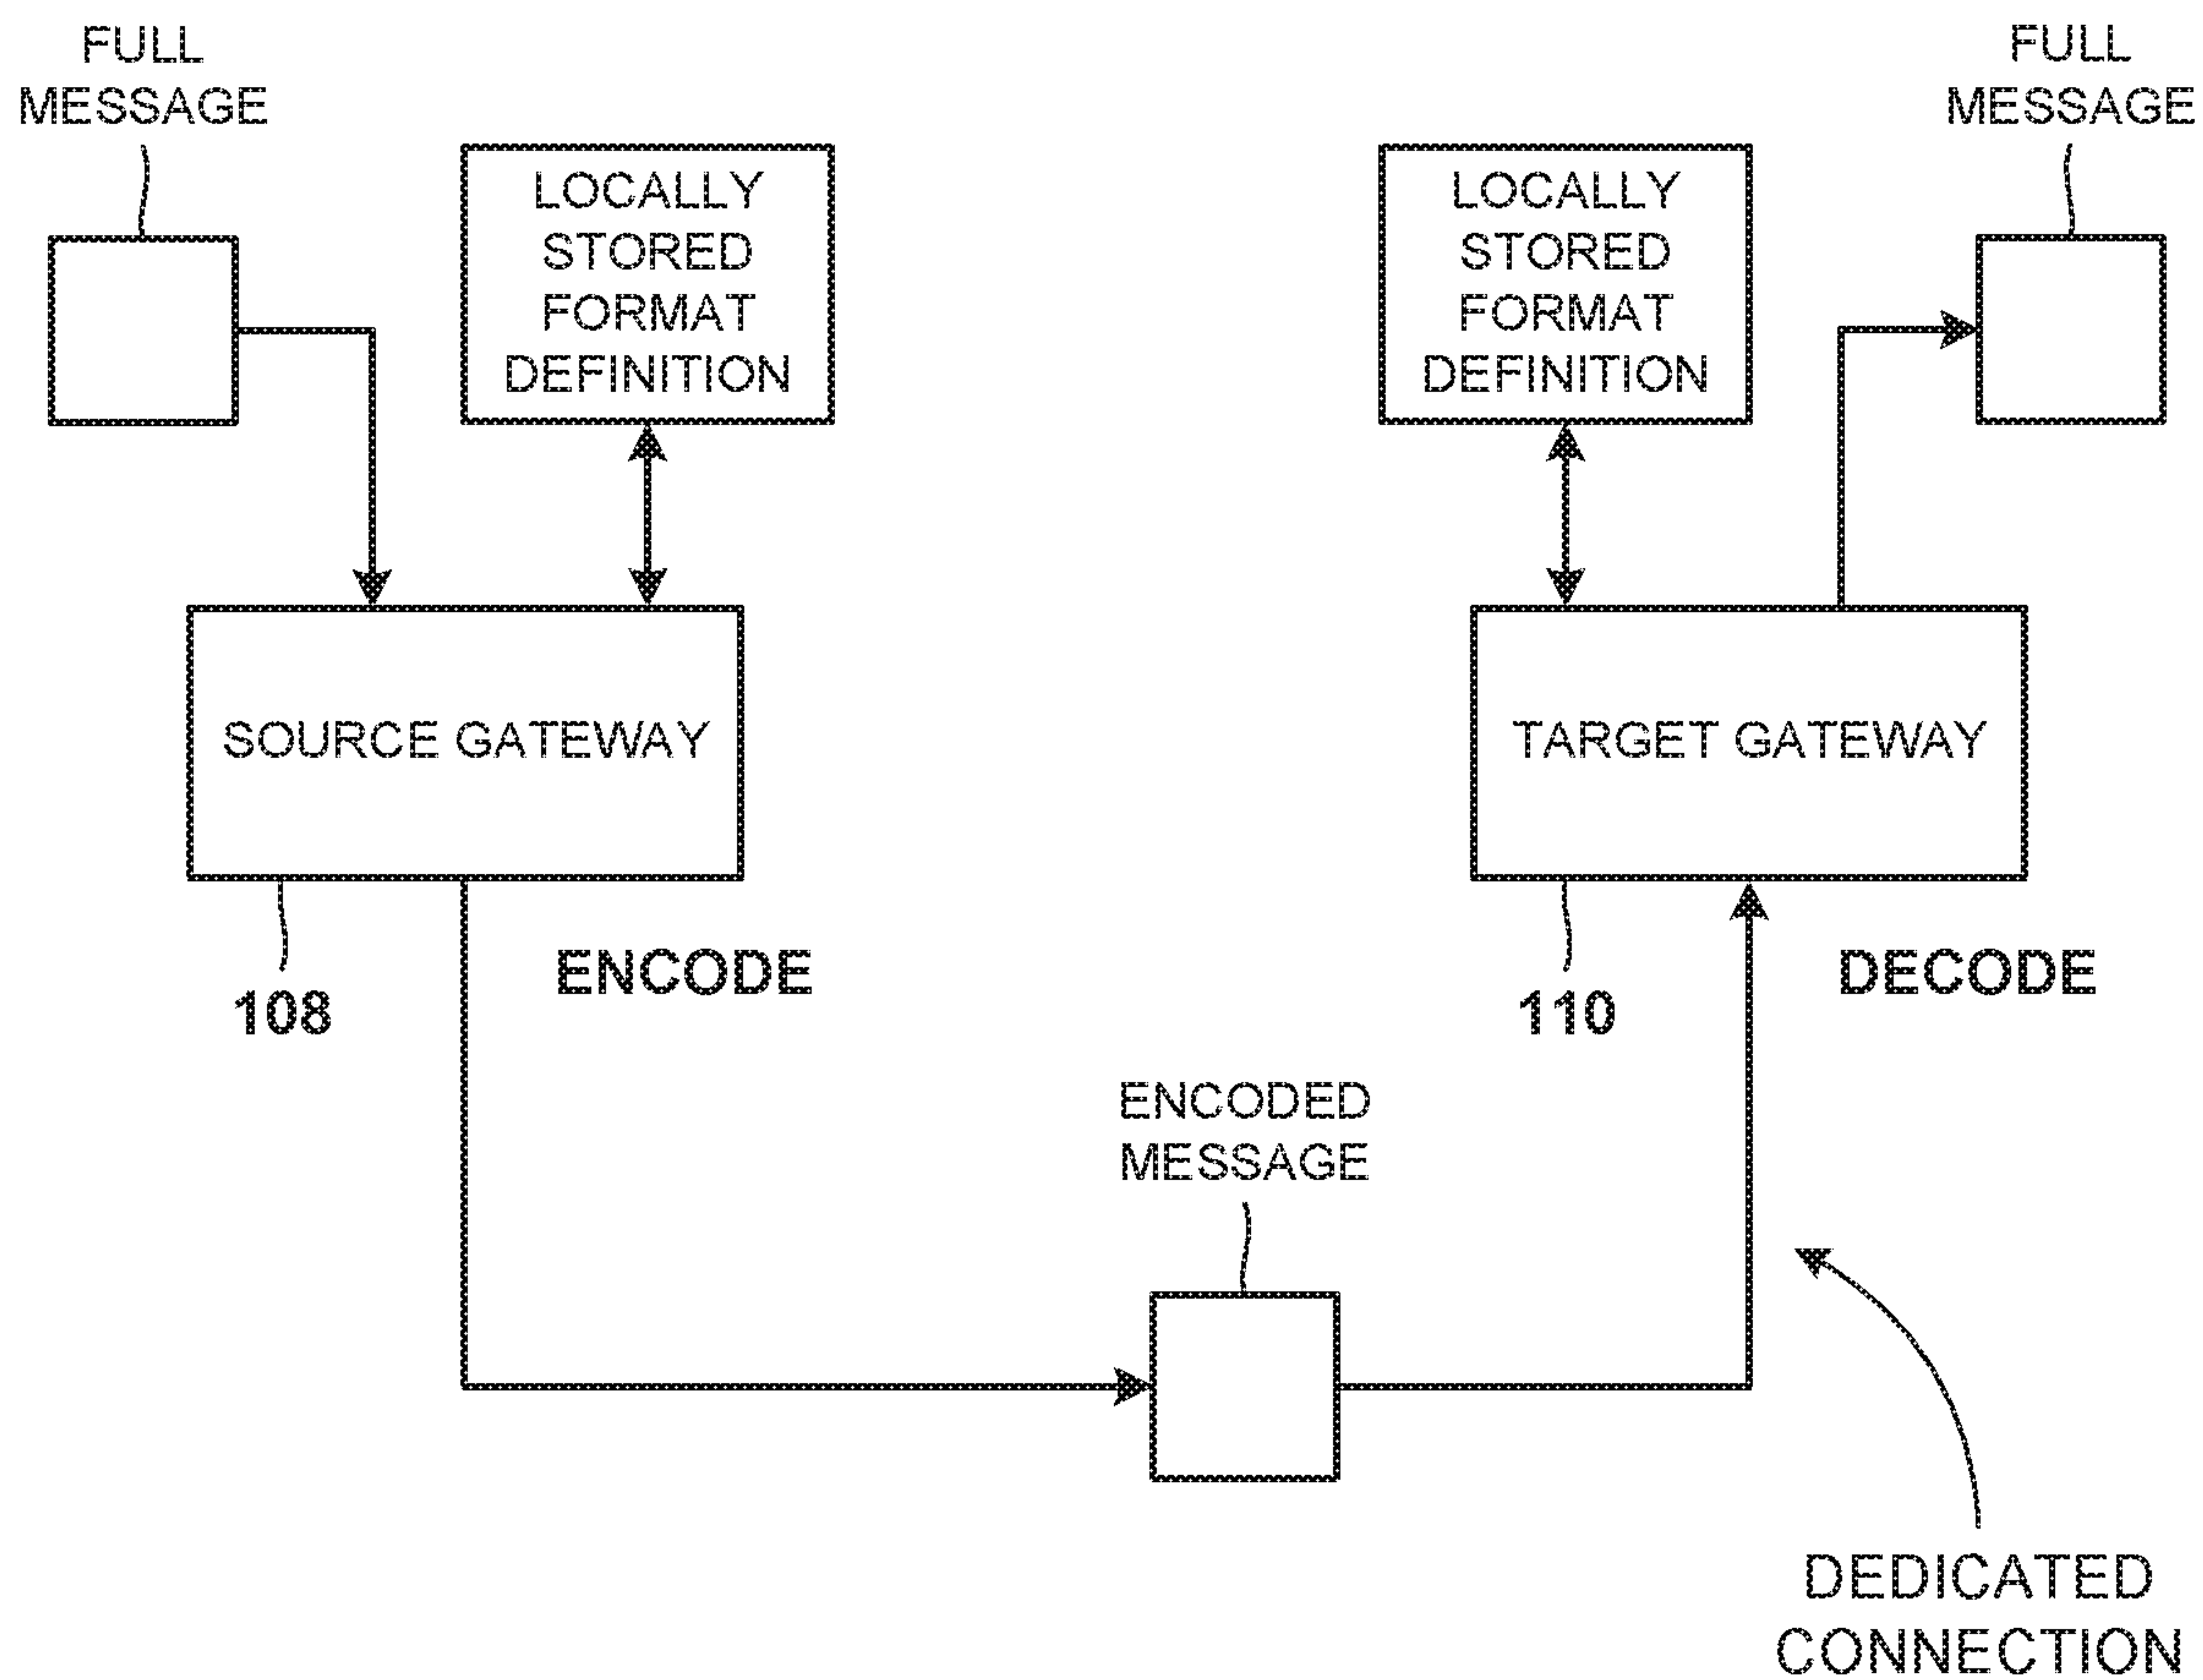 FULL
MESSAGE
LOCALLY
STORED
FORMAT
DEFINITION
LOCALLY
STORED
FORMAT
DEFINITION
FULL
MESSAGE
SOURCE GATEWAY
TARGET GATEWAY
108
ENCODE
110
DECODE
ENCODED
MESSAGE
DEDICATED
CONNECTION